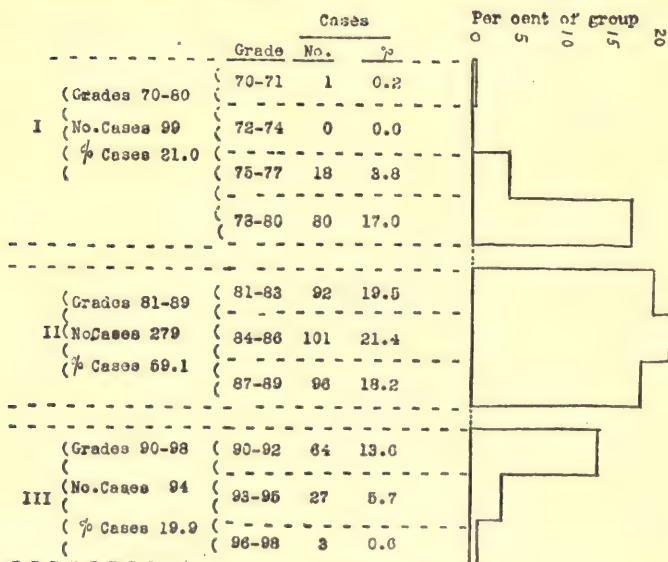 Cases
Per cent of group
Grade No. %
0 5 10 15 20
70-71 1 0.2
(Grades 70-80
72-74 0 0.0
I (No.Cases 99
( % Cases 21.0
75-77 18 3.8
78-80 80 17.0
(Grades 81-89
81-83 92 19.5
II(No.Cases 279
84-86 101 21.4
(% Cases 59.1
87-89 96 18.2
(Grades 90-98
90-92 64 13.6
III (No.Cases 94
93-95 27 5.7
( % Cases 19.9
96-98 3 0.6